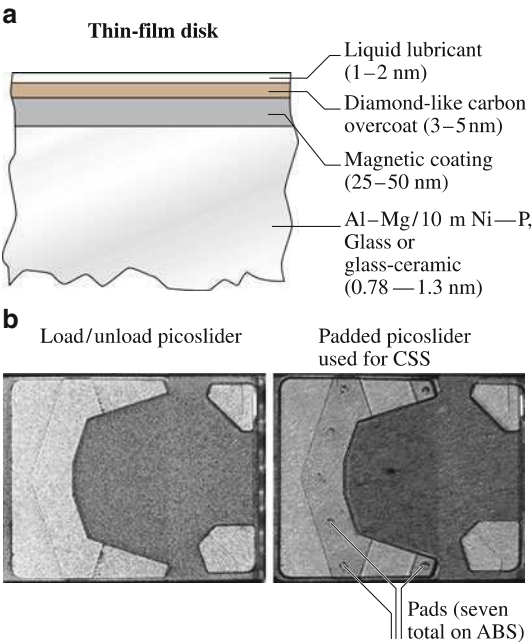 a
Thin-film disk
Liquid lubricant
(1–2 nm)
Diamond-like carbon
overcoat (3–5nm)
Magnetic coating
(25–50 nm)
Al–Mg/10 m Ni—P,
Glass or
glass-ceramic
(0.78 — 1.3 nm)
b
Load/unload picoslider
Padded picoslider
used for CSS
Pads (seven
total on ABS)